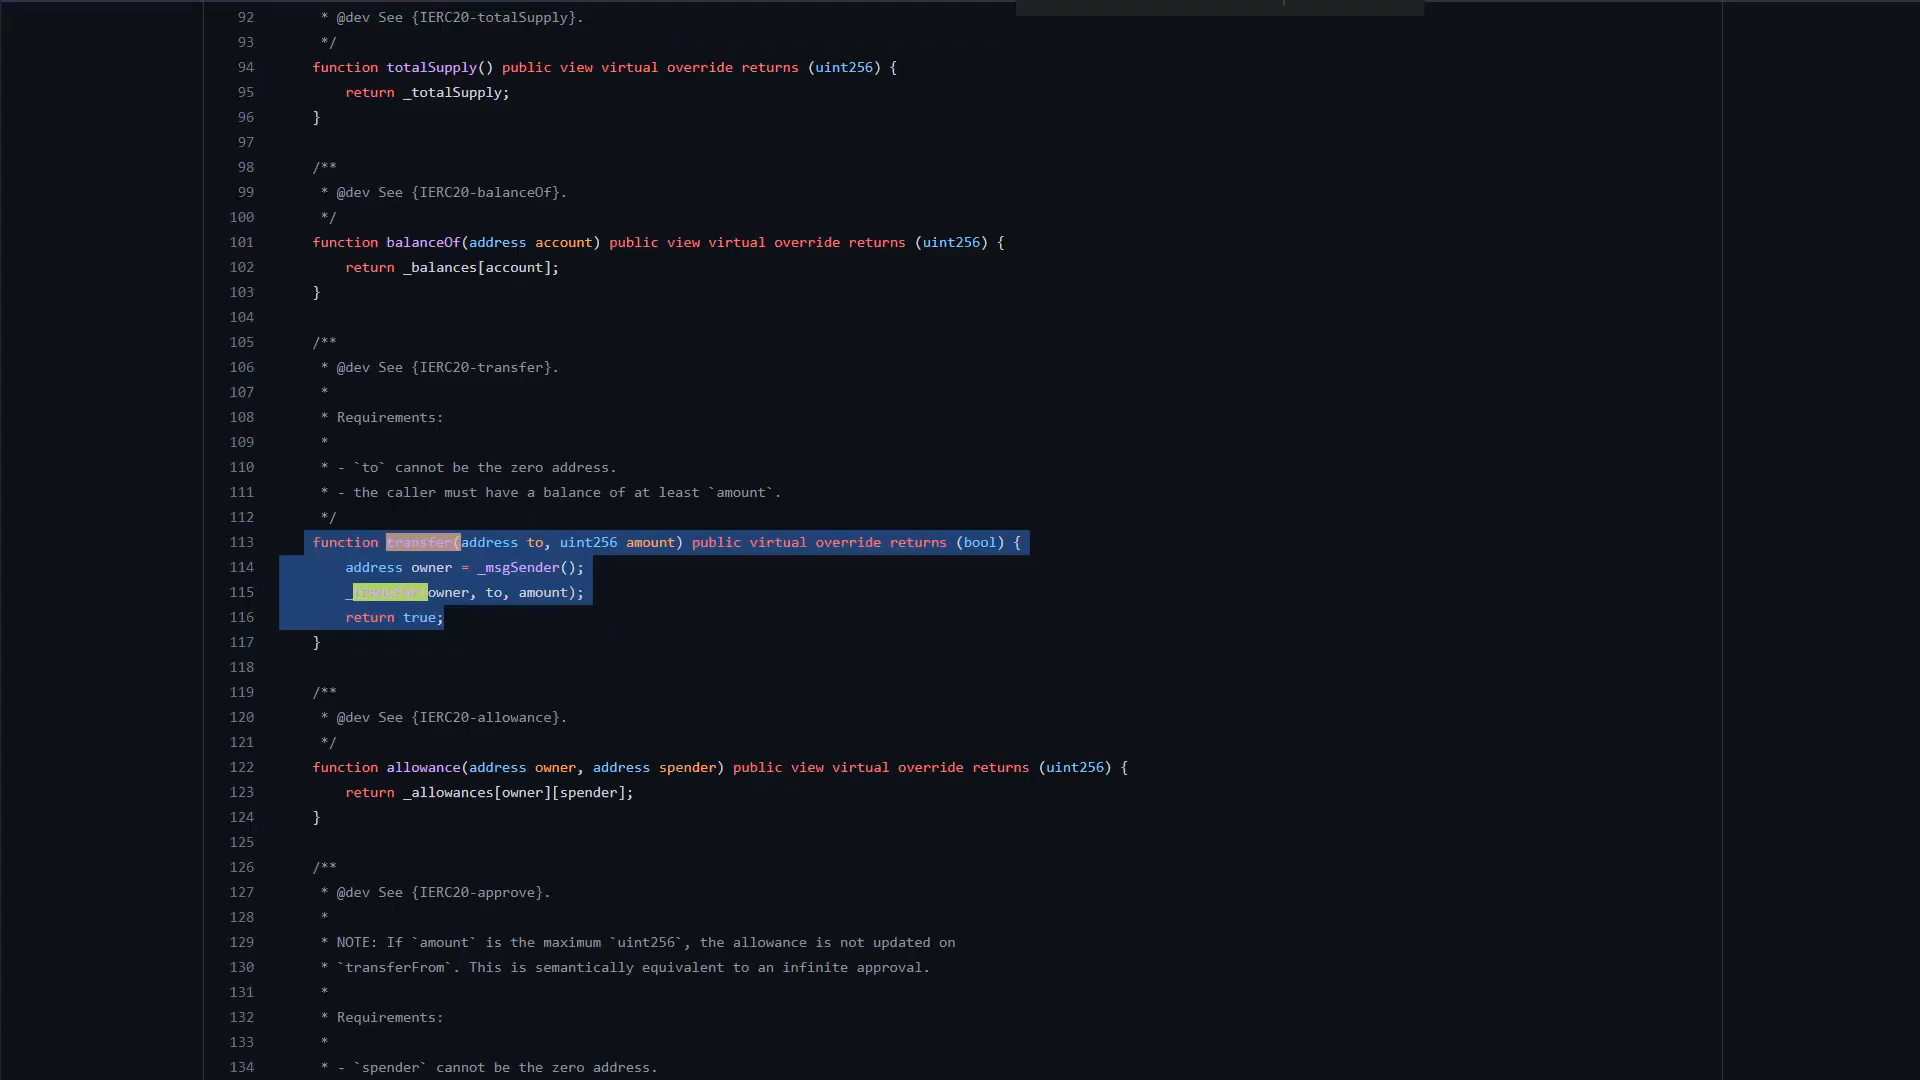 92 * @dev See {IERC20-totalSupply}.
93 */
94 function totalSupply() public view virtual override returns (uint256) {
95 return _totalSupply;
96 }
97
98 /**
99 * @dev See {IERC20-balanceOf}.
100 */
101 function balanceOf(address account) public view virtual override returns (uint256) {
102 return _balances[account];
103 }
104
105 /**
106 * @dev See {IERC20-transfer}.
107 *
108 * Requirements:
109 *
110 * - `to` cannot be the zero address.
111 * - the caller must have a balance of at least `amount`.
112 */
113 function transfer(address to, uint256 amount) public virtual override returns (bool) {
114 address owner = _msgSender();
115 _transfer(owner, to, amount);
116 return true;
117 }
118
119 /**
120 * @dev See {IERC20-allowance}.
121 */
122 function allowance(address owner, address spender) public view virtual override returns (uint256) {
123 return _allowances[owner][spender];
124 }
125
126 /**
127 * @dev See {IERC20-approve}.
128 *
129 * NOTE: If `amount` is the maximum `uint256`, the allowance is not updated on
130 * `transferFrom`. This is semantically equivalent to an infinite approval.
131 *
132 * Requirements:
133 *
134 * - `spender` cannot be the zero address.